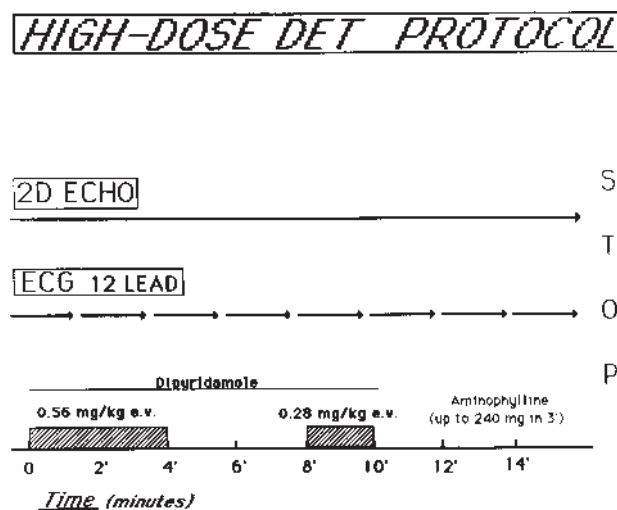 HIGH-DOSE DET PROTOCOL
2D ECHO
ECG 12 LEAD
S
T
O
P
Dipyridamole
0.56 mg/kg e.v.
0.28 mg/kg e.v.
Aminophylline
(up to 240 mg in 3')
0 2' 4' 6' 8' 10' 12' 14'
Time (minutes)